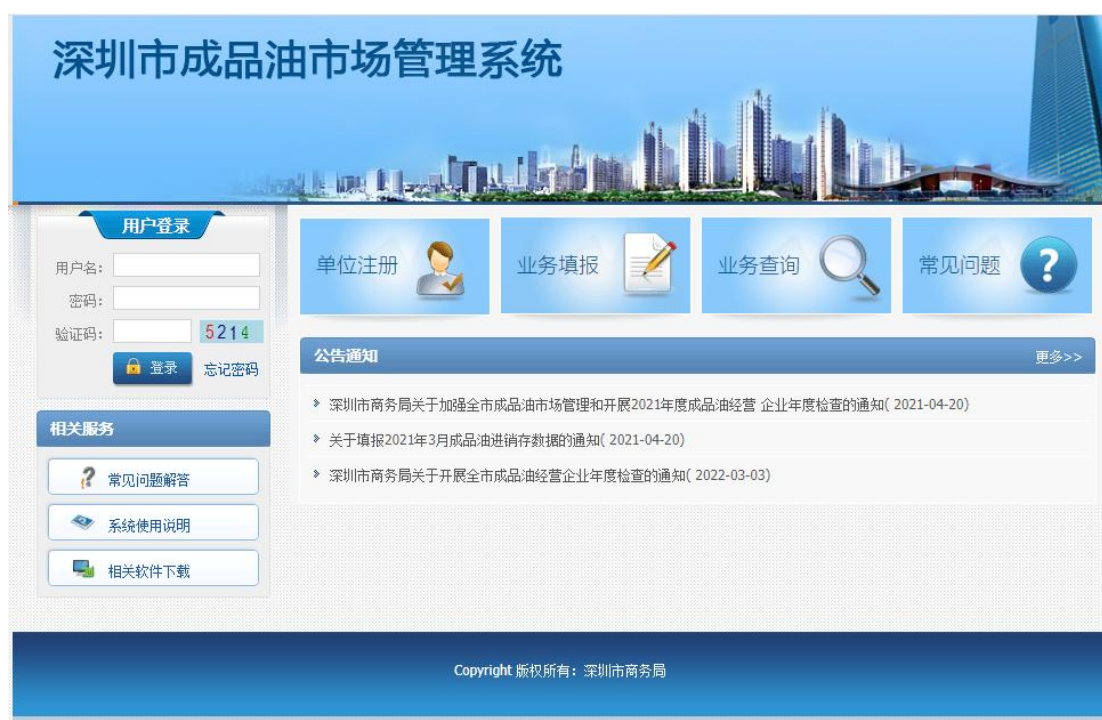 深圳市成品油市场管理系统
用户登录
用户名：
密码：
验证码： 5214
登录 忘记密码
相关服务
常见问题解答
系统使用说明
相关软件下载
单位注册 业务填报 业务查询 常见问题
公告通知 更多>>
深圳市商务局关于加强全市成品油市场管理和开展2021年度成品油经营 企业年度检查的通知( 2021-04-20)
关于填报2021年3月成品油进销存数据的通知( 2021-04-20)
深圳市商务局关于开展全市成品油经营企业年度检查的通知( 2022-03-03)
Copyright 版权所有：深圳市商务局